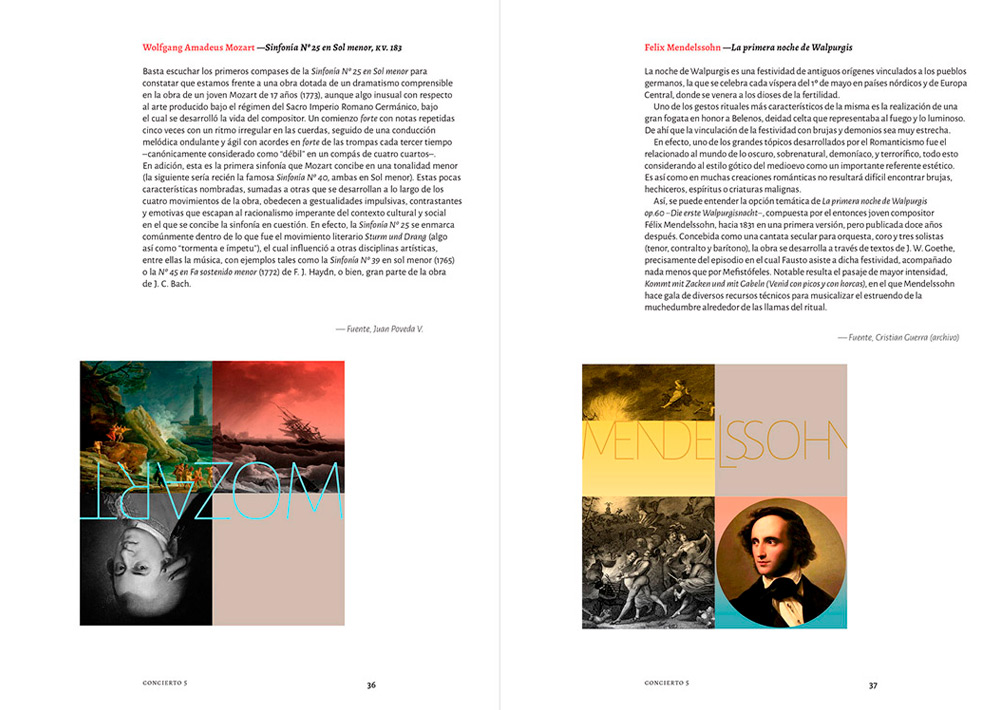 Wolfgang Amadeus Mozart —Sinfonía Nº 25 en Sol menor, KV. 183
Basta escuchar los primeros compases de la Sinfonía Nº 25 en Sol menor para
constatar que estamos frente a una obra dotada de un dramatismo comprensible
en la obra de un joven Mozart de 17 años (1773), aunque algo inusual con respecto
al arte producido bajo el régimen del Sacro Imperio Romano Germánico, bajo
el cual se desarrolló la vida del compositor. Un comienzo forte con notas repetidas
cinco veces con un ritmo irregular en las cuerdas, seguido de una conducción
melódica ondulante y ágil con acordes en forte de las trompas cada tercer tiempo
–canónicamente considerado como “débil” en un compás de cuatro cuartos–.
En adición, esta es la primera sinfonía que Mozart concibe en una tonalidad menor
(la siguiente sería recién la famosa Sinfonía Nº 40, ambas en Sol menor). Estas pocas
características nombradas, sumadas a otras que se desarrollan a lo largo de los
cuatro movimientos de la obra, obedecen a gestualidades impulsivas, contrastantes
y emotivas que escapan al racionalismo imperante del contexto cultural y social
en el que se concibe la sinfonía en cuestión. En efecto, la Sinfonía Nº 25 se enmarca
comúnmente dentro de lo que fue el movimiento literario Sturm und Drang (algo
así como “tormenta e ímpetu”), el cual influenció a otras disciplinas artísticas,
entre ellas la música, con ejemplos tales como la Sinfonía Nº 39 en sol menor (1765)
o la Nº 45 en Fa sostenido menor (1772) de F. J. Haydn, o bien, gran parte de la obra
de J. C. Bach.
— Fuente, Juan Poveda V.
MOZART
CONCIERTO 5
36
Felix Mendelssohn —La primera noche de Walpurgis
La noche de Walpurgis es una festividad de antiguos orígenes vinculados a los pueblos
germanos, la que se celebra cada víspera del 1º de mayo en países nórdicos y de Europa
Central, donde se venera a los dioses de la fertilidad.
Uno de los gestos rituales más característicos de la misma es la realización de una
gran fogata en honor a Belenos, deidad celta que representaba al fuego y lo luminoso.
De ahí que la vinculación de la festividad con brujas y demonios sea muy estrecha.
En efecto, uno de los grandes tópicos desarrollados por el Romanticismo fue el
relacionado al mundo de lo oscuro, sobrenatural, demoníaco, y terrorífico, todo esto
considerando al estilo gótico del medioevo como un importante referente estético.
Es así como en muchas creaciones románticas no resultará difícil encontrar brujas,
hechiceros, espíritus o criaturas malignas.
Así, se puede entender la opción temática de La primera noche de Walpurgis
op.60 –Die erste Walpurgisnacht–, compuesta por el entonces joven compositor
Félix Mendelssohn, hacia 1831 en una primera versión, pero publicada doce años
después. Concebida como una cantata secular para orquesta, coro y tres solistas
(tenor, contralto y barítono), la obra se desarrolla a través de textos de J. W. Goethe,
precisamente del episodio en el cual Fausto asiste a dicha festividad, acompañado
nada menos que por Mefistófeles. Notable resulta el pasaje de mayor intensidad,
Kommt mit Zacken und mit Gabeln (Venid con picos y con horcas), en el que Mendelssohn
hace gala de diversos recursos técnicos para musicalizar el estruendo de la
muchedumbre alrededor de las llamas del ritual.
— Fuente, Cristian Guerra (archivo)
MENDELSSOHN
CONCIERTO 5
37